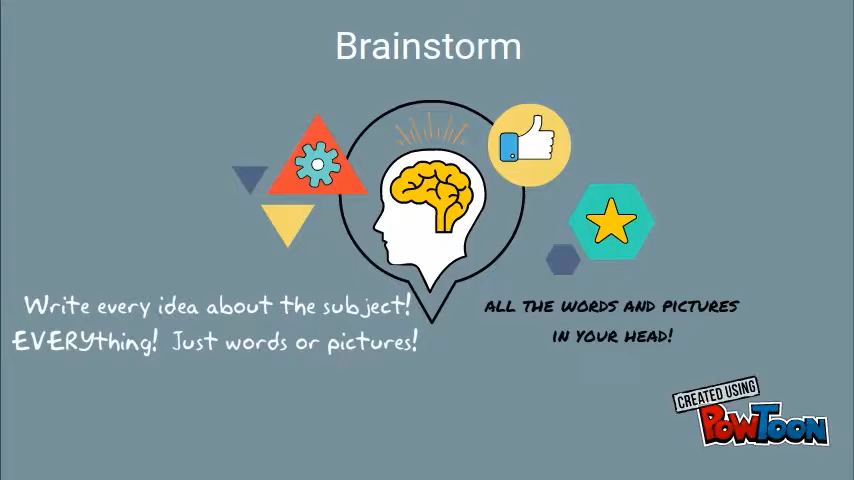 Brainstorm
Write every idea about the subject!
EVERYthing! Just words or pictures!
ALL THE WORDS AND PICTURES
IN YOUR HEAD!
CREATED USING
POWTOON